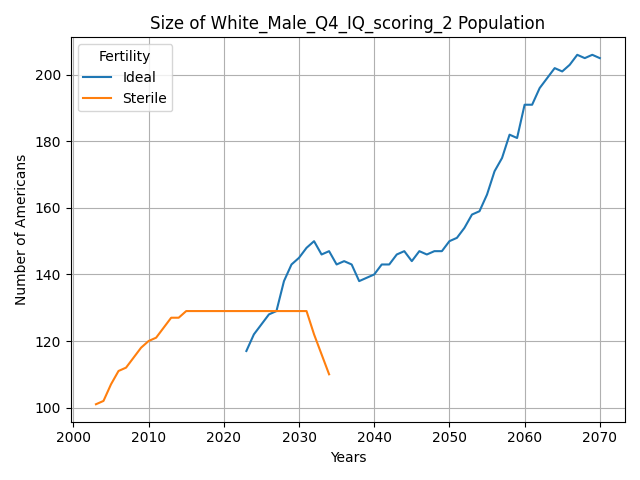 Size of White_Male_Q4_IQ_scoring_2 Population
Fertility
Ideal
Sterile
Number of Americans
200
180
160
140
120
100
2000 2010 2020 2030 2040 2050 2060 2070
Years